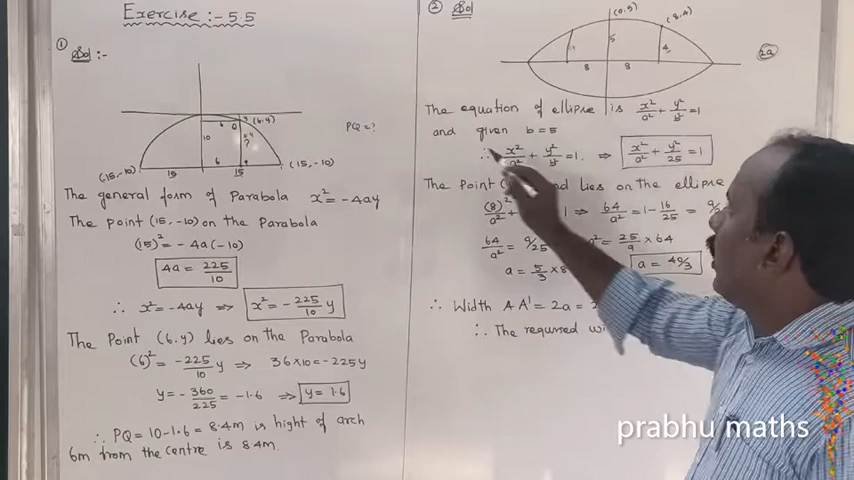 Exercise :- 5.5
① Sol :-
6 Q (6,y)
10
PQ = ?
(15,-10) 15 6 15 (15,-10)
The general form of Parabola x² = -4ay
The point (15,-10) on the Parabola
(15)² = -4a(-10)
4a = 225/10
∴ x² = -4ay ⇒ x² = -225/10 y
The Point (6,y) lies on the Parabola
(6)² = -225/10 y ⇒ 36×10 = -225y
y = -360/225 = -1.6 ⇒ y = 1.6
∴ PQ = 10-1.6 = 8.4m is hight of arch
6m from the centre is 8.4m.
② Sol
(0,5) (8,4)
5 4
8 8
2a
The equation of ellipse is x²/a² + y²/b² = 1
and given b = 5
∴ x²/a² + y²/b² = 1. ⇒ x²/a² + y²/25 = 1
The Point lies on the ellipse
(8)²/a² + 1 ⇒ 64/a² = 1 - 16/25 = 9/
64/a² = 9/25 a² = 25/9 × 64
a = 5/3 × 8 a = 40/3
∴ Width AA' = 2a =
∴ The required
prabhu maths